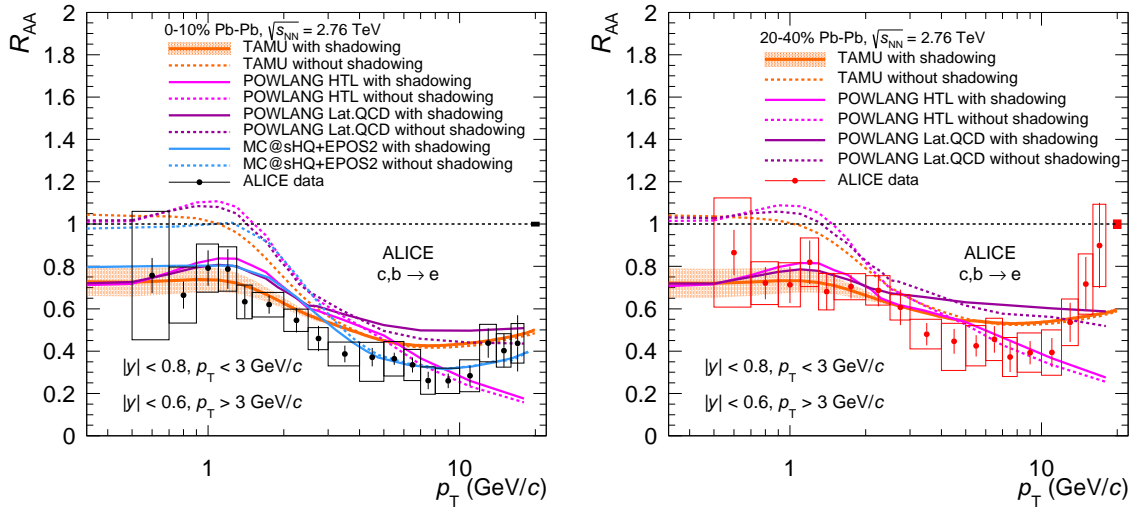 R_AA
2
1.8
1.6
1.4
1.2
1
0.8
0.6
0.4
0.2
0
0-10% Pb-Pb, √s_NN = 2.76 TeV
TAMU with shadowing
TAMU without shadowing
POWLANG HTL with shadowing
POWLANG HTL without shadowing
POWLANG Lat.QCD with shadowing
POWLANG Lat.QCD without shadowing
MC@sHQ+EPOS2 with shadowing
MC@sHQ+EPOS2 without shadowing
ALICE data
ALICE
c,b → e
|y| < 0.8, p_T < 3 GeV/c
|y| < 0.6, p_T > 3 GeV/c
1
10
p_T (GeV/c)
R_AA
2
1.8
1.6
1.4
1.2
1
0.8
0.6
0.4
0.2
0
20-40% Pb-Pb, √s_NN = 2.76 TeV
TAMU with shadowing
TAMU without shadowing
POWLANG HTL with shadowing
POWLANG HTL without shadowing
POWLANG Lat.QCD with shadowing
POWLANG Lat.QCD without shadowing
ALICE data
ALICE
c,b → e
|y| < 0.8, p_T < 3 GeV/c
|y| < 0.6, p_T > 3 GeV/c
1
10
p_T (GeV/c)